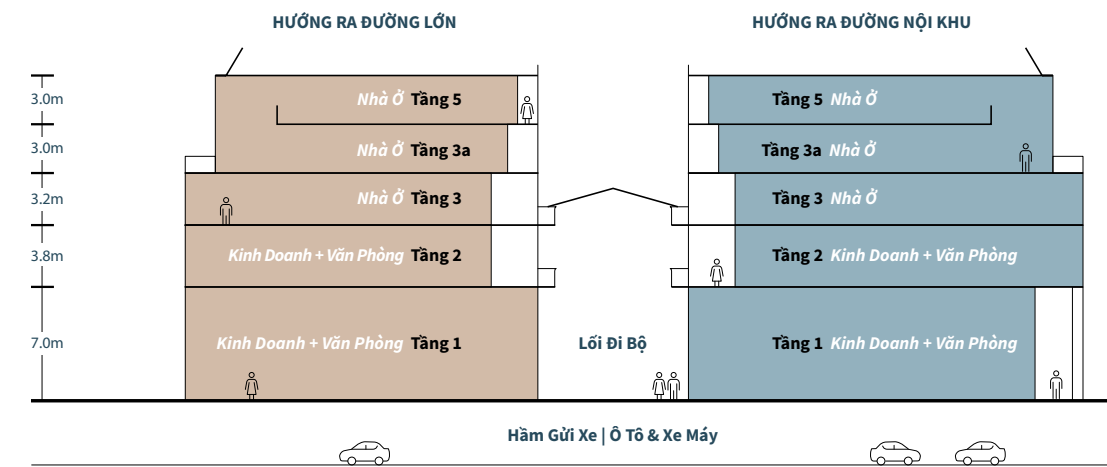 HƯỚNG RA ĐƯỜNG LỚN
HƯỚNG RA ĐƯỜNG NỘI KHU
3.0m
Nhà Ở Tầng 5
Tầng 5 Nhà Ở
3.0m
Nhà Ở Tầng 3a
Tầng 3a Nhà Ở
3.2m
Nhà Ở Tầng 3
Tầng 3 Nhà Ở
3.8m
Kinh Doanh + Văn Phòng Tầng 2
Tầng 2 Kinh Doanh + Văn Phòng
7.0m
Kinh Doanh + Văn Phòng Tầng 1
Lối Đi Bộ
Tầng 1 Kinh Doanh + Văn Phòng
Hầm Gửi Xe | Ô Tô & Xe Máy